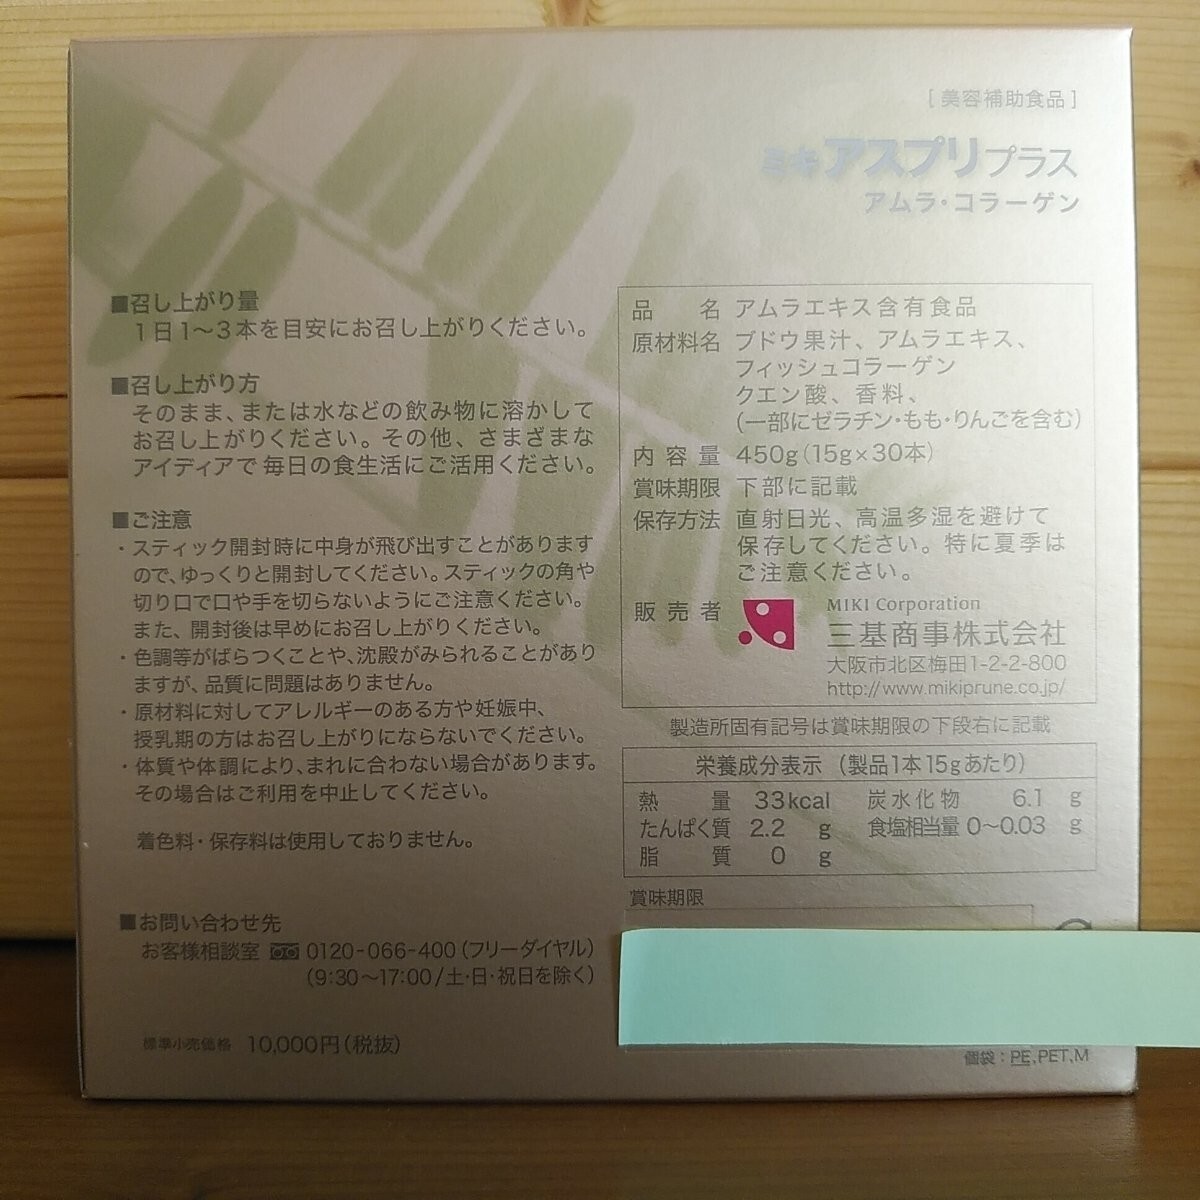 [美容補助食品]
ミキ アスプリプラス
アムラ・コラーゲン
■召し上がり量
1日1〜3本を目安にお召し上がりください。
■召し上がり方
そのまま、または水などの飲み物に溶かして
お召し上がりください。その他、さまざまな
アイディアで毎日の食生活にご活用ください。
■ご注意
・スティック開封時に中身が飛び出すことがあります
ので、ゆっくりと開封してください。スティックの角や
切り口で口や手を切らないようにご注意ください。
また、開封後は早めにお召し上がりください。
・色調等がばらつくことや、沈殿がみられることがあり
ますが、品質に問題はありません。
・原材料に対してアレルギーのある方や妊娠中、
授乳期の方はお召し上がりにならないでください。
・体質や体調により、まれに合わない場合があります。
その場合はご利用を中止してください。
着色料・保存料は使用しておりません。
■お問い合わせ先
お客様相談室 0120-066-400(フリーダイヤル)
(9:30〜17:00/土・日・祝日を除く)
標準小売価格 10,000円(税抜)
品名 アムラエキス含有食品
原材料名 ブドウ果汁、アムラエキス、
フィッシュコラーゲン
クエン酸、香料、
(一部にゼラチン・もも・りんごを含む)
内容量 450g(15g×30本)
賞味期限 下部に記載
保存方法 直射日光、高温多湿を避けて
保存してください。特に夏季は
ご注意ください。
販売者 MIKI Corporation
三基商事株式会社
大阪市北区梅田1-2-2-800
http://www.mikiprune.co.jp/
製造所固有記号は賞味期限の下段右に記載
栄養成分表示 (製品1本15gあたり)
熱量 33kcal 炭水化物 6.1 g
たんぱく質 2.2 g 食塩相当量 0〜0.03 g
脂質 0 g
賞味期限
個袋:PE,PET,M